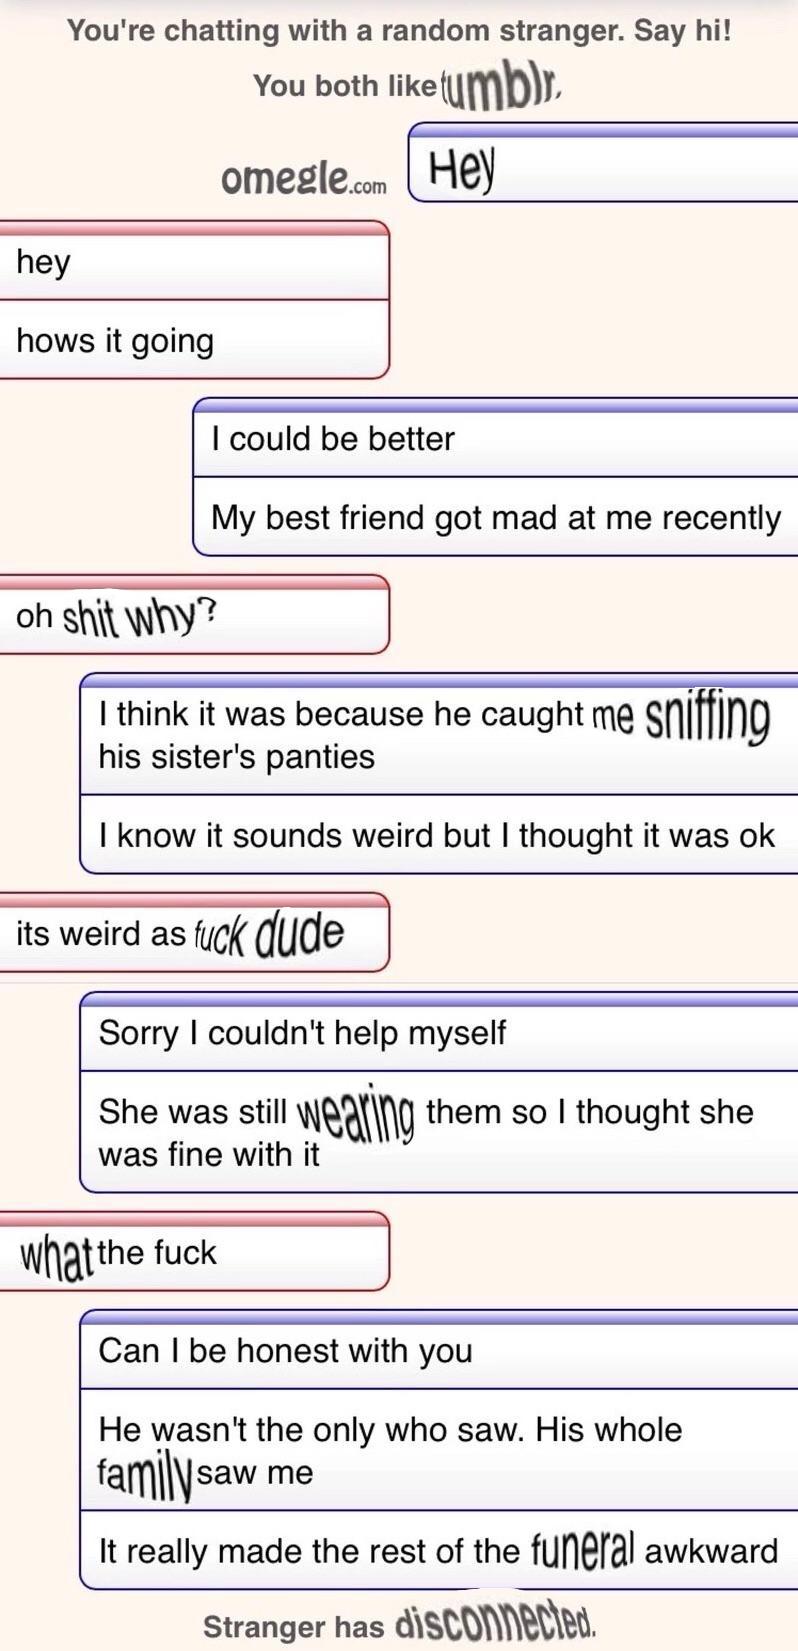 You're chatting with a random stranger. Say hi!
You both like tumblr.
omegle.com
Hey
hey
hows it going
I could be better
My best friend got mad at me recently
oh shit why?
I think it was because he caught me sniffing
his sister's panties
I know it sounds weird but I thought it was ok
its weird as fuck dude
Sorry I couldn't help myself
She was still wearing them so I thought she
was fine with it
what the fuck
Can I be honest with you
He wasn't the only who saw. His whole
family saw me
It really made the rest of the funeral awkward
Stranger has disconnected.